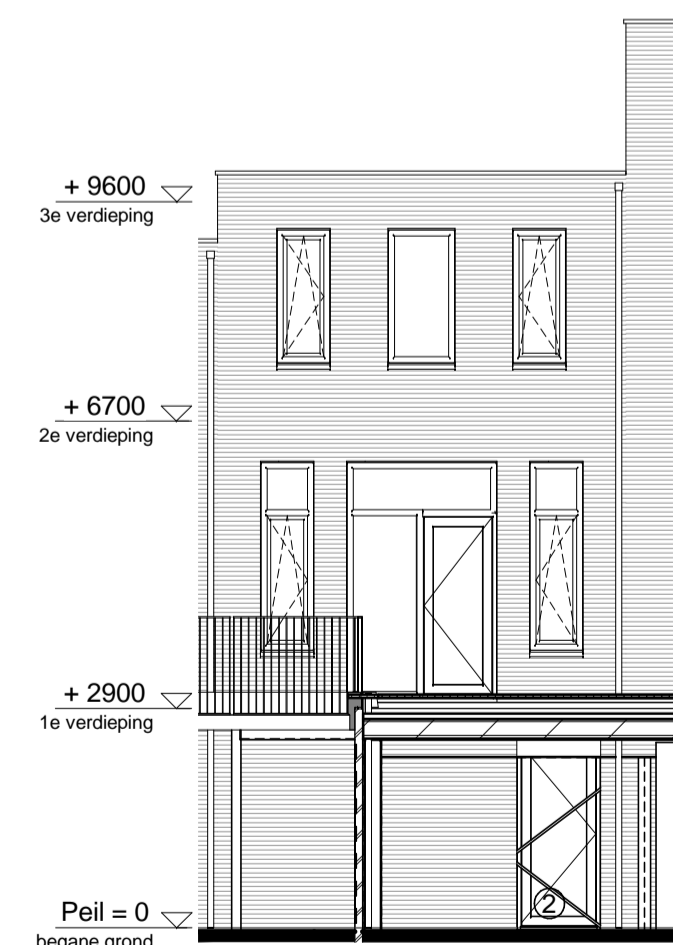 + 9600
3e verdieping
+ 6700
2e verdieping
+ 2900
1e verdieping
2
Peil = 0
begane grond